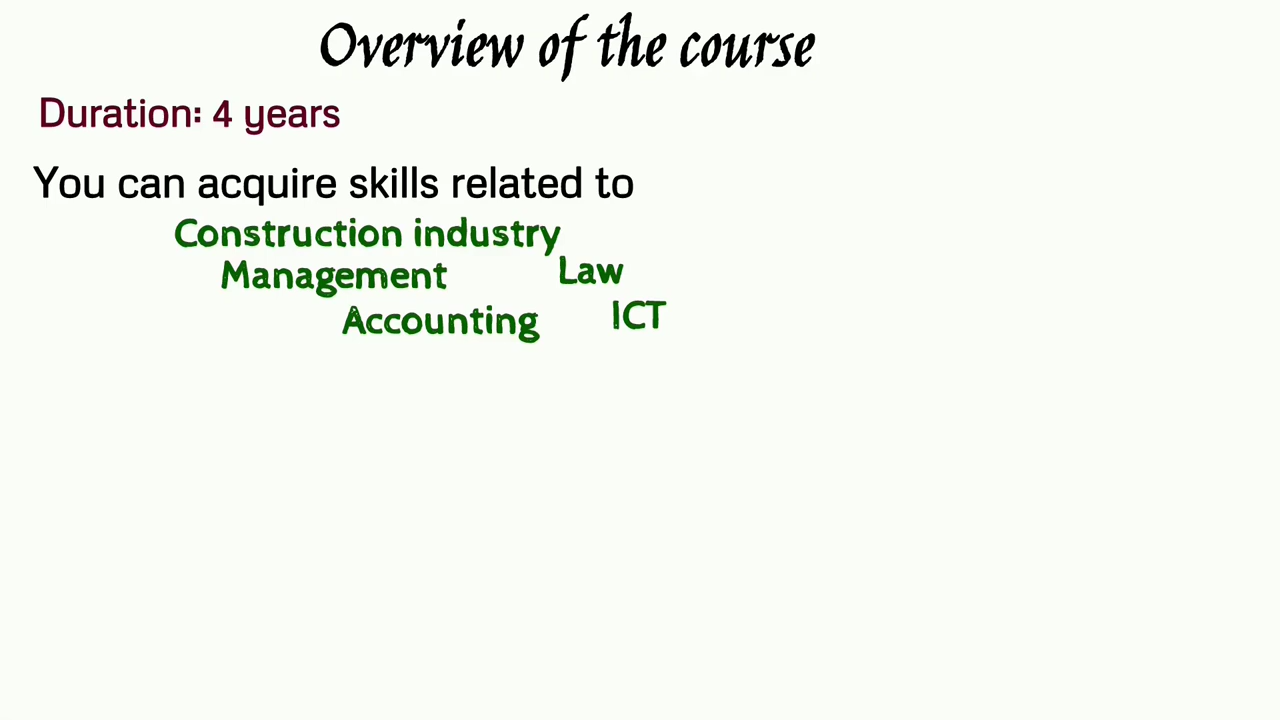 Overview of the course
Duration: 4 years
You can acquire skills related to
Construction industry
Management Law
Accounting ICT